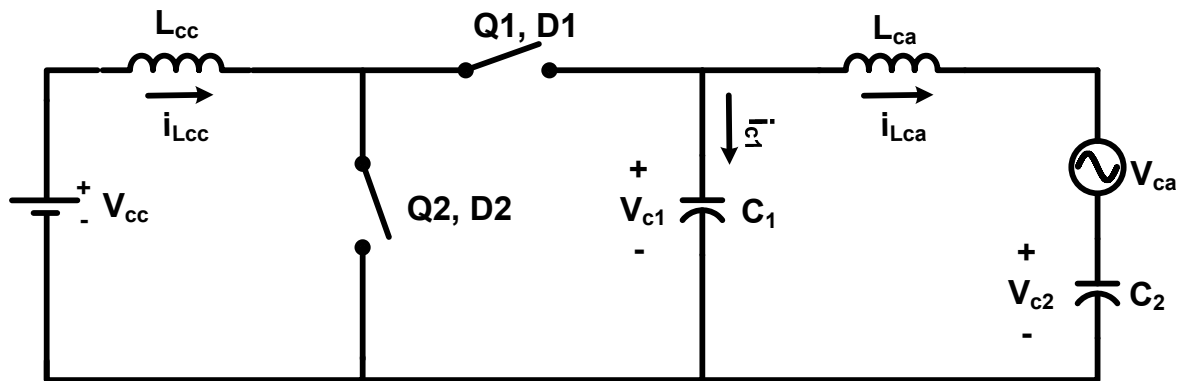 Lcc
Q1, D1
Lca
iLcc
ic1
iLca
+
-
Vcc
Q2, D2
+
Vc1
-
C1
Vca
+
Vc2
-
C2